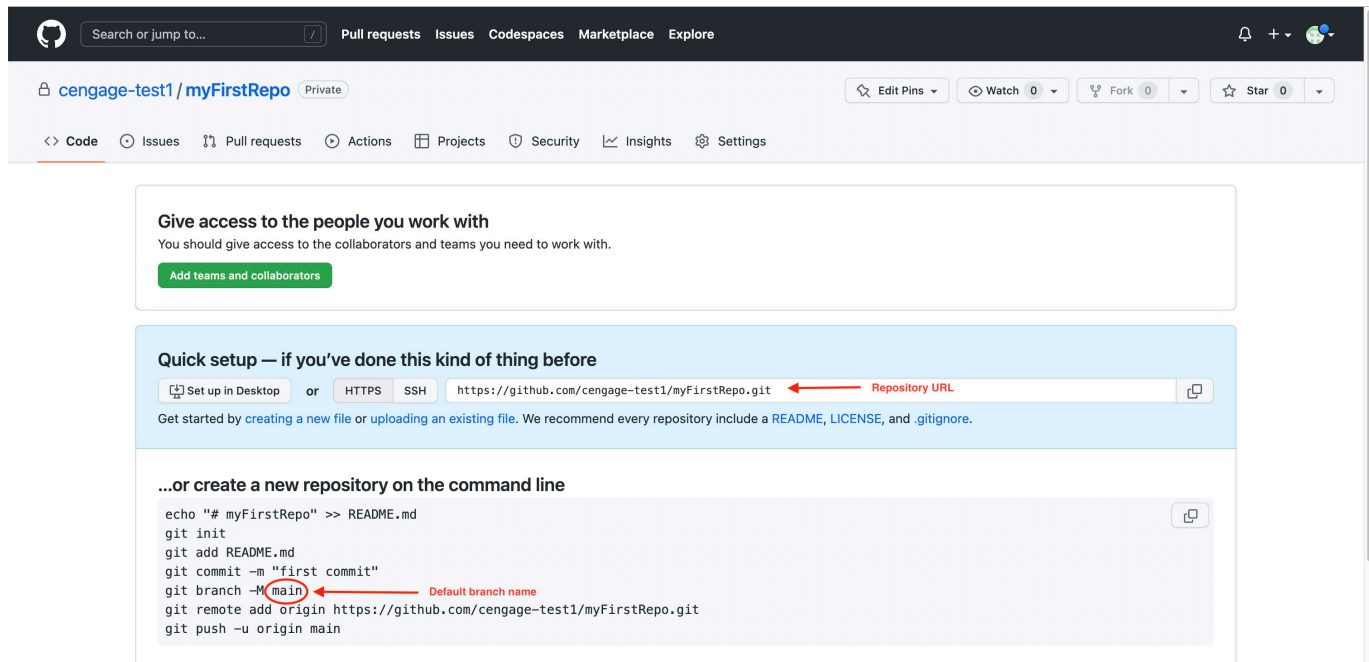 Search or jump to... / Pull requests Issues Codespaces Marketplace Explore
cengage-test1 / myFirstRepo Private Edit Pins Watch 0 Fork 0 Star 0
<> Code Issues Pull requests Actions Projects Security Insights Settings
Give access to the people you work with
You should give access to the collaborators and teams you need to work with.
Add teams and collaborators
Quick setup — if you’ve done this kind of thing before
Set up in Desktop or HTTPS SSH https://github.com/cengage-test1/myFirstRepo.git Repository URL
Get started by creating a new file or uploading an existing file. We recommend every repository include a README, LICENSE, and .gitignore.
...or create a new repository on the command line
echo "# myFirstRepo" >> README.md
git init
git add README.md
git commit -m "first commit"
git branch -M main Default branch name
git remote add origin https://github.com/cengage-test1/myFirstRepo.git
git push -u origin main